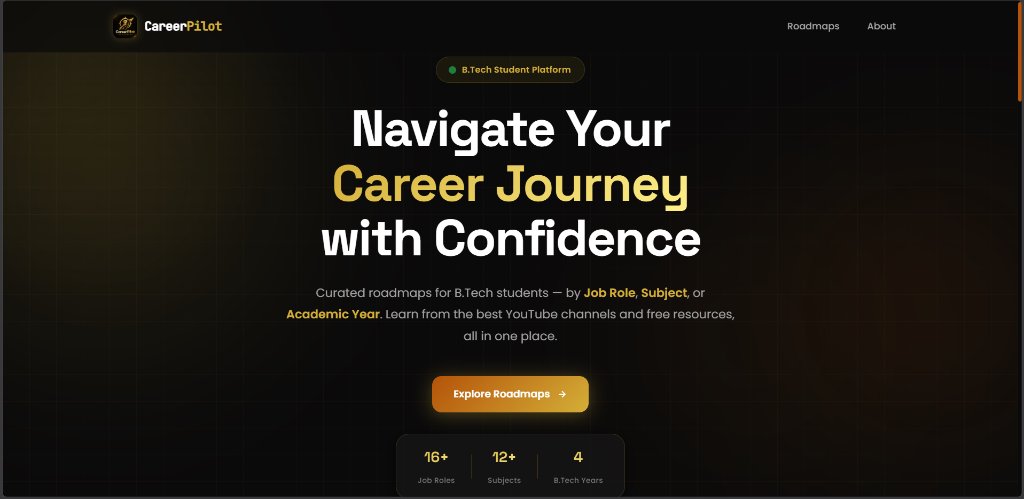 CareerPilot
Roadmaps
About
B.Tech Student Platform
Navigate Your
Career Journey
with Confidence
Curated roadmaps for B.Tech students — by Job Role, Subject, or
Academic Year. Learn from the best YouTube channels and free resources,
all in one place.
Explore Roadmaps →
16+
Job Roles
12+
Subjects
4
B.Tech Years